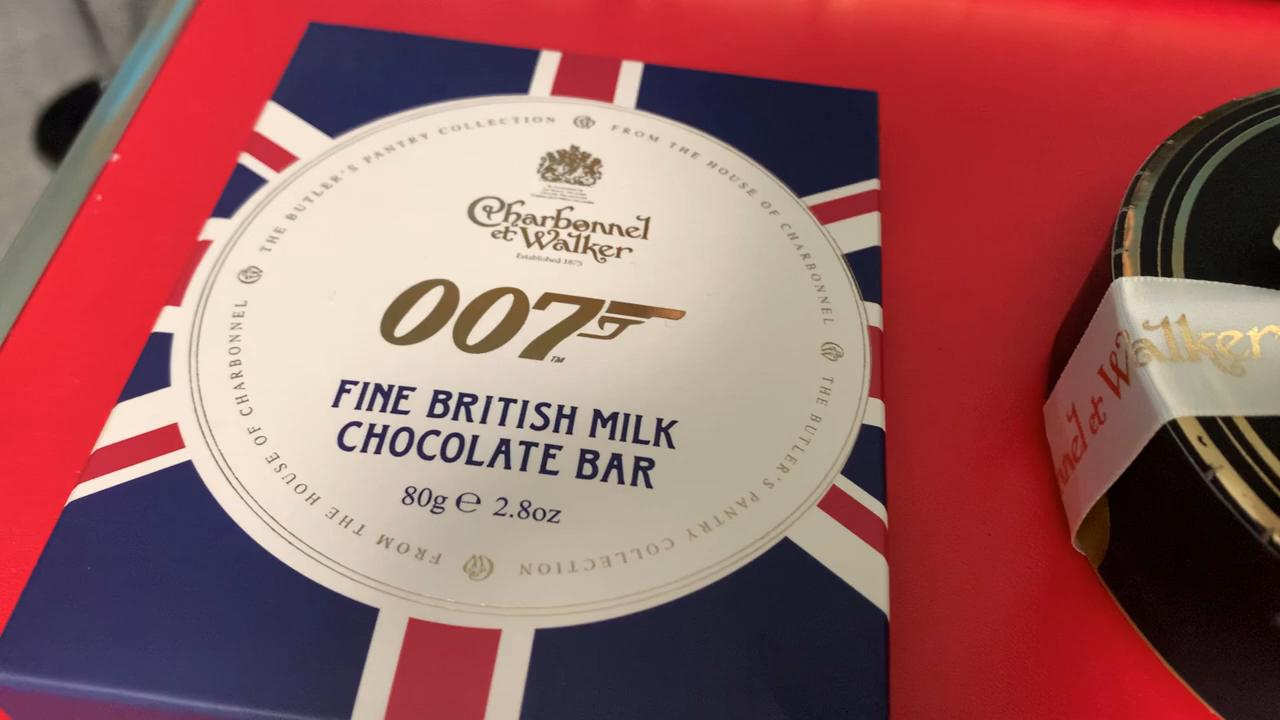 THE BUTLER'S PANTRY COLLECTION
FROM THE HOUSE OF CHARBONNEL
THE BUTLER'S PANTRY COLLECTION
FROM THE HOUSE OF CHARBONNEL
Charbonnel
et Walker
Established 1875
007
TM
FINE BRITISH MILK
CHOCOLATE BAR
80g ℮ 2.8oz
nnel et Walker